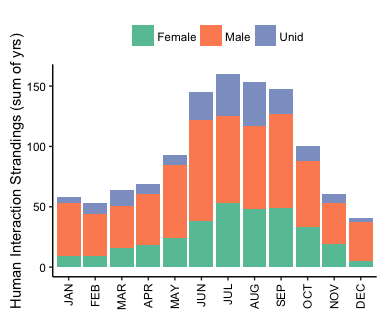 Female Male Unid
Human Interaction Strandings (sum of yrs)
150
100
50
0
JAN FEB MAR APR MAY JUN JUL AUG SEP OCT NOV DEC